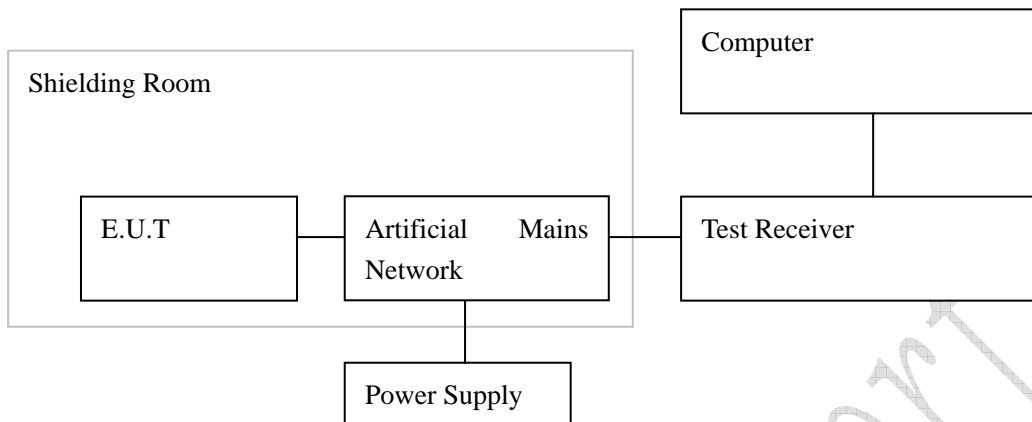 Computer
Shielding Room
E.U.T
Artificial Mains
Network
Test Receiver
Power Supply